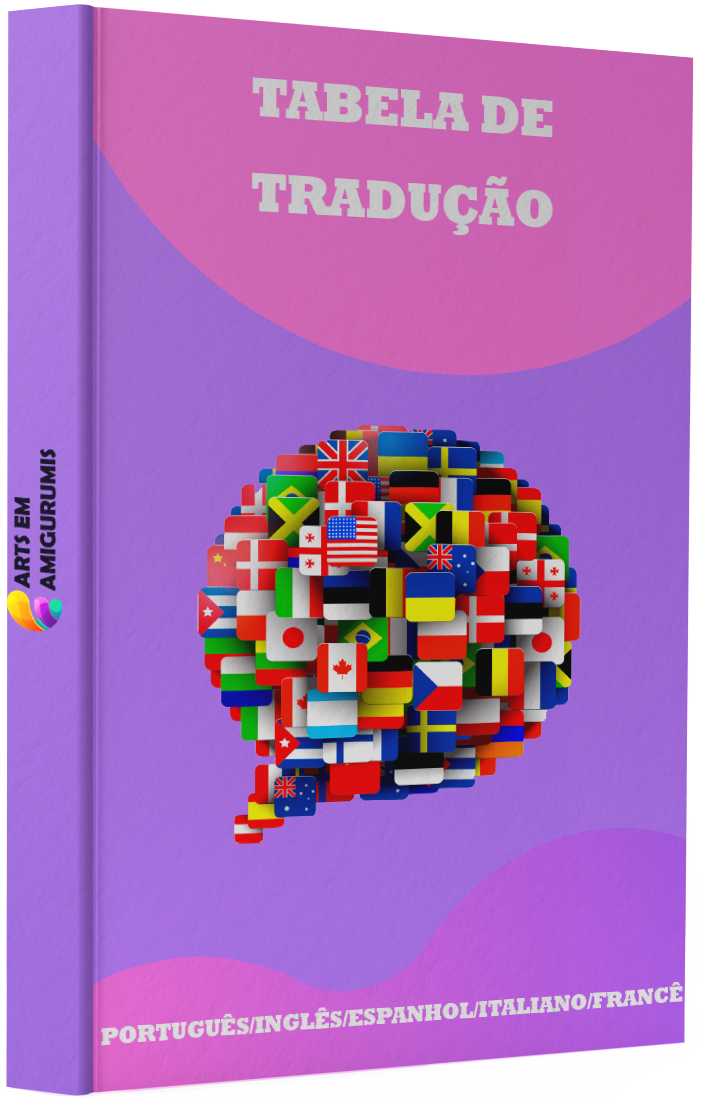 TABELA DE
TRADUÇÃO
ARTS EM
AMIGURUMIS
PORTUGUÊS/INGLÊS/ESPANHOL/ITALIANO/FRANCÊ